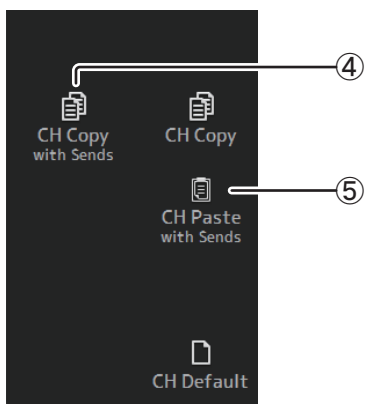 ④
CH Copy
with Sends
CH Copy
⑤
CH Paste
with Sends
CH Default